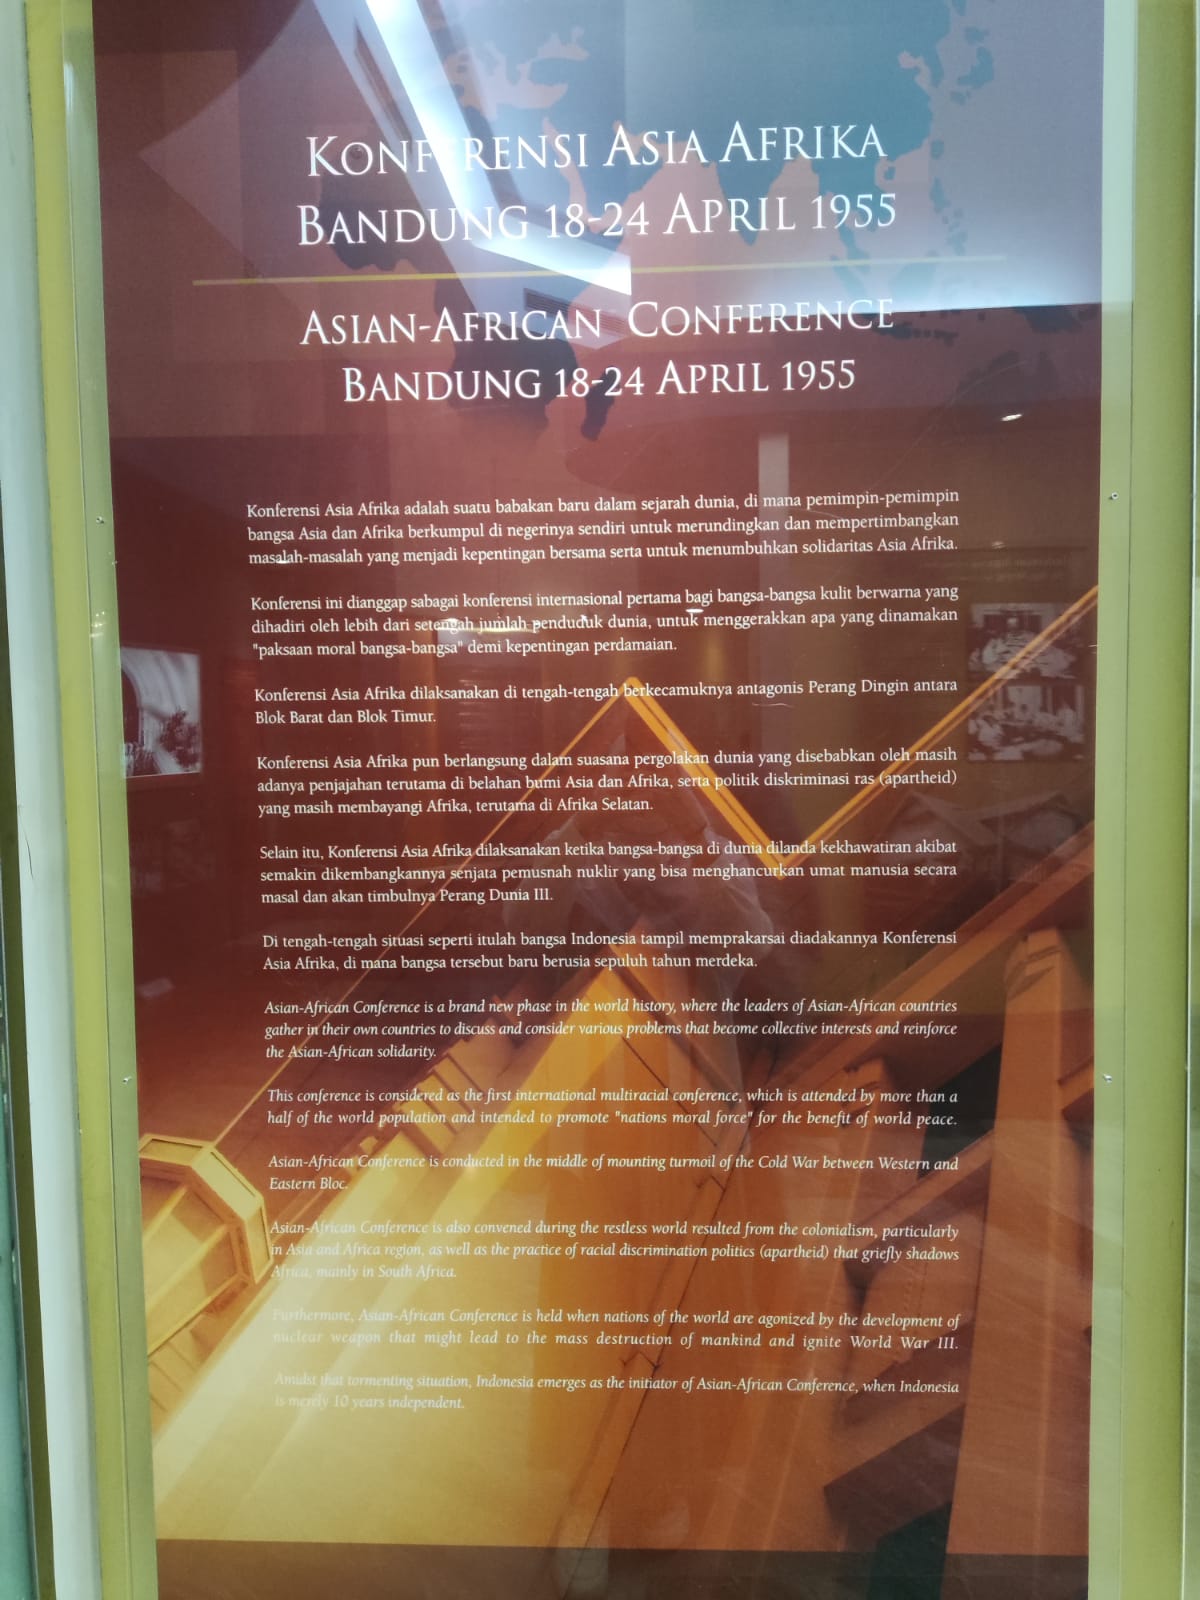 KONFERENSI ASIA AFRIKA
BANDUNG 18-24 APRIL 1955
ASIAN-AFRICAN CONFERENCE
BANDUNG 18-24 APRIL 1955
Konferensi Asia Afrika adalah suatu babakan baru dalam sejarah dunia, di mana pemimpin-pemimpin
bangsa Asia dan Afrika berkumpul di negerinya sendiri untuk merundingkan dan mempertimbangkan
masalah-masalah yang menjadi kepentingan bersama serta untuk menumbuhkan solidaritas Asia Afrika.
Konferensi ini dianggap sabagai konferensi internasional pertama bagi bangsa-bangsa kulit berwarna yang
dihadiri oleh lebih dari setengah jumlah penduduk dunia, untuk menggerakkan apa yang dinamakan
"paksaan moral bangsa-bangsa" demi kepentingan perdamaian.
Konferensi Asia Afrika dilaksanakan di tengah-tengah berkecamuknya antagonis Perang Dingin antara
Blok Barat dan Blok Timur.
Konferensi Asia Afrika pun berlangsung dalam suasana pergolakan dunia yang disebabkan oleh masih
adanya penjajahan terutama di belahan bumi Asia dan Afrika, serta politik diskriminasi ras (apartheid)
yang masih membayangi Afrika, terutama di Afrika Selatan.
Selain itu, Konferensi Asia Afrika dilaksanakan ketika bangsa-bangsa di dunia dilanda kekhawatiran akibat
semakin dikembangkannya senjata pemusnah nuklir yang bisa menghancurkan umat manusia secara
masal dan akan timbulnya Perang Dunia III.
Di tengah-tengah situasi seperti itulah bangsa Indonesia tampil memprakarsai diadakannya Konferensi
Asia Afrika, di mana bangsa tersebut baru berusia sepuluh tahun merdeka.
Asian-African Conference is a brand new phase in the world history, where the leaders of Asian-African countries
gather in their own countries to discuss and consider various problems that become collective interests and reinforce
the Asian-African solidarity.
This conference is considered as the first international multiracial conference, which is attended by more than a
half of the world population and intended to promote "nations moral force" for the benefit of world peace.
Asian-African Conference is conducted in the middle of mounting turmoil of the Cold War between Western and
Eastern Bloc.
Asian-African Conference is also convened during the restless world resulted from the colonialism, particularly
in Asia and Africa region, as well as the practice of racial discrimination politics (apartheid) that griefly shadows
Africa, mainly in South Africa.
Furthermore, Asian-African Conference is held when nations of the world are agonized by the development of
nuclear weapon that might lead to the mass destruction of mankind and ignite World War III.
Amidst that tormenting situation, Indonesia emerges as the initiator of Asian-African Conference, when Indonesia
is merely 10 years independent.